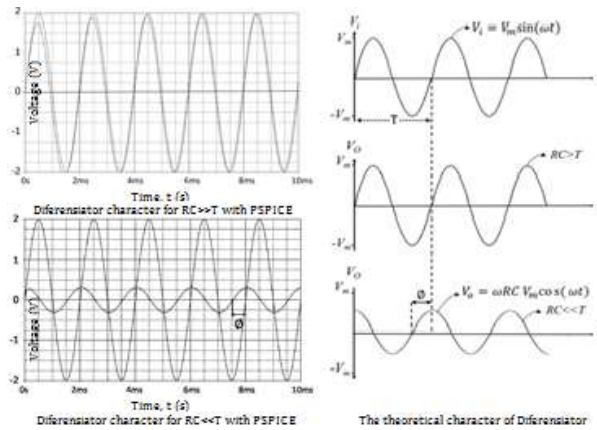 2
1
0
-1
-2
Voltage (V)
0s 2ms 4ms 6ms 8ms 10ms
Time, t (s)
Diferensiator character for RC>>T with PSPICE
2
1
0
-1
-2
Voltage (V)
Ø
0s 2ms 4ms 6ms 8ms 10ms
Time, t (s)
Diferensiator character for RC<<T with PSPICE
Vi
Vm
Vi = Vm sin(ωt)
-Vm
T
VO
Vm
RC>T
-Vm
VO
Vm
Ø
Vo = ωRC Vm cos( ωt)
RC<<T
-Vm
The theoretical character of Diferensiator